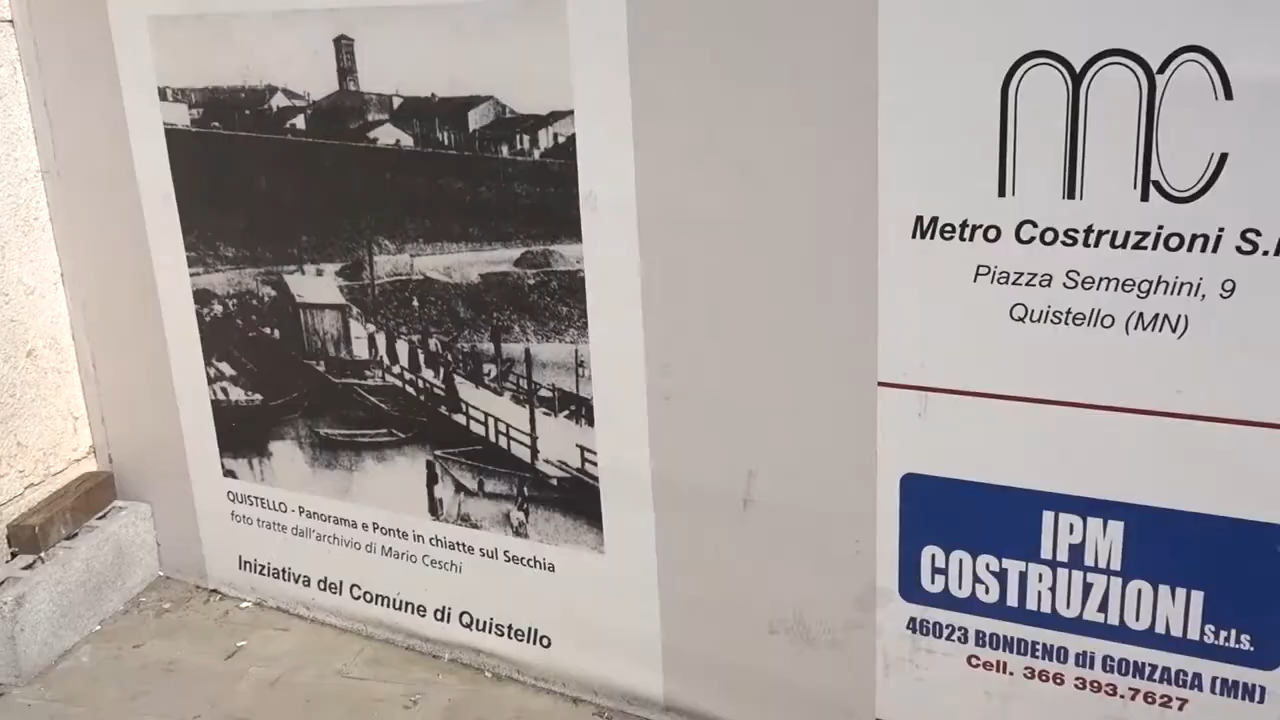 QUISTELLO - Panorama e Ponte in chiatte sul Secchia
foto tratte dall'archivio di Mario Ceschi
Iniziativa del Comune di Quistello
mc
Metro Costruzioni S.r
Piazza Semeghini, 9
Quistello (MN)
IPM
COSTRUZIONI S.r.l.s.
46023 BONDENO di GONZAGA (MN)
Cell. 366 393.7627